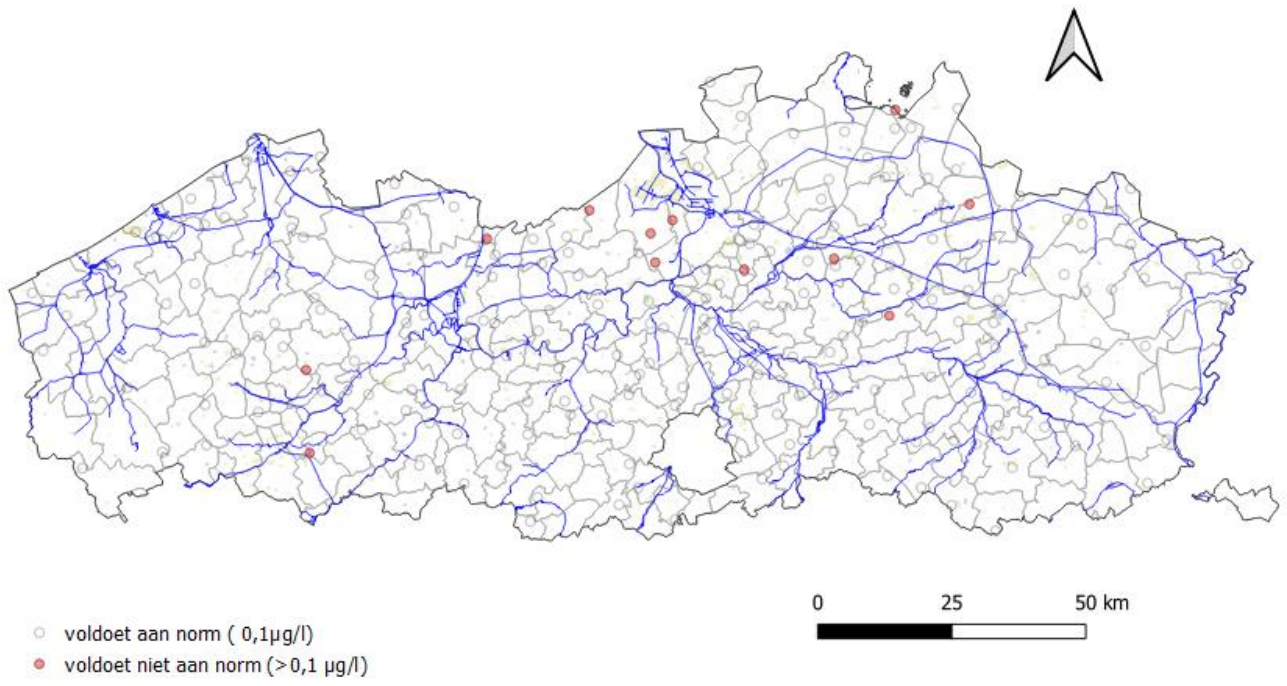 0 25 50 km
voldoet aan norm ( 0,1µg/l)
voldoet niet aan norm (>0,1 µg/l)